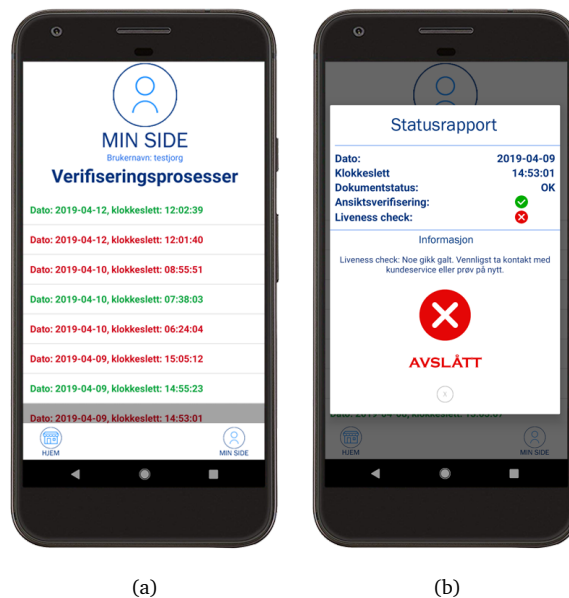 MIN SIDE
Brukernavn: testjorg
Verifiseringsprosesser
Dato: 2019-04-12, klokkeslett: 12:02:39
Dato: 2019-04-12, klokkeslett: 12:01:40
Dato: 2019-04-10, klokkeslett: 08:55:51
Dato: 2019-04-10, klokkeslett: 07:38:03
Dato: 2019-04-10, klokkeslett: 06:24:04
Dato: 2019-04-09, klokkeslett: 15:05:12
Dato: 2019-04-09, klokkeslett: 14:55:23
Dato: 2019-04-09, klokkeslett: 14:53:01
HJEM
MIN SIDE
(a)
Statusrapport
Dato: 2019-04-09
Klokkeslett 14:53:01
Dokumentstatus: OK
Ansiktsverifisering:
Liveness check:
Informasjon
Liveness check: Noe gikk galt. Vennligst ta kontakt med
kundeservice eller prøv på nytt.
AVSLÅTT
x
HJEM
MIN SIDE
(b)